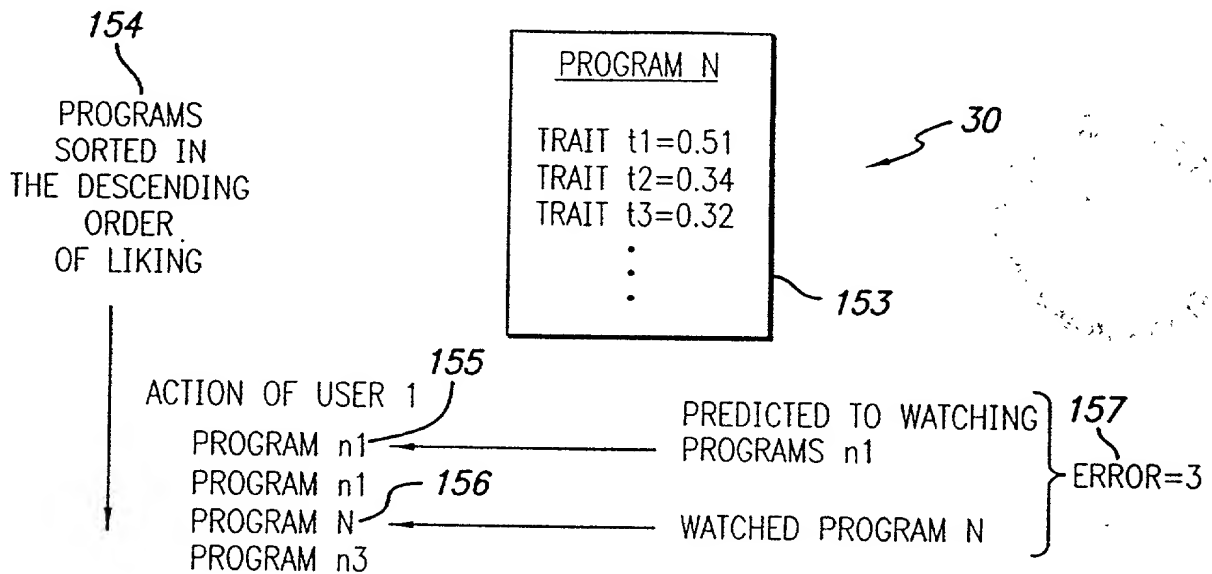 154
PROGRAMS
SORTED IN
THE DESCENDING
ORDER
OF LIKING
PROGRAM N
TRAIT t1=0.51
TRAIT t2=0.34
TRAIT t3=0.32
30
153
155
ACTION OF USER 1
PROGRAM n1
PROGRAM n1
156
PROGRAM N
PROGRAM n3
PREDICTED TO WATCHING
PROGRAMS n1
WATCHED PROGRAM N
157
ERROR=3